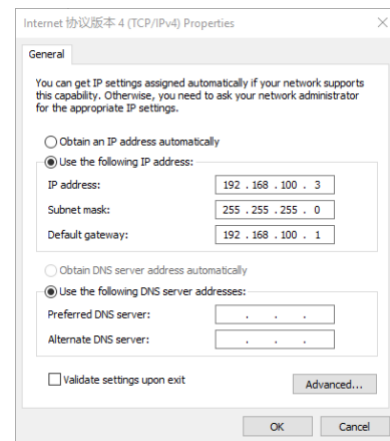 Internet 协议版本 4 (TCP/IPv4) Properties
General
You can get IP settings assigned automatically if your network supports
this capability. Otherwise, you need to ask your network administrator
for the appropriate IP settings.
Obtain an IP address automatically
Use the following IP address:
IP address: 192 . 168 . 100 . 3
Subnet mask: 255 . 255 . 255 . 0
Default gateway: 192 . 168 . 100 . 1
Obtain DNS server address automatically
Use the following DNS server addresses:
Preferred DNS server: . . .
Alternate DNS server: . . .
Validate settings upon exit
Advanced...
OK Cancel